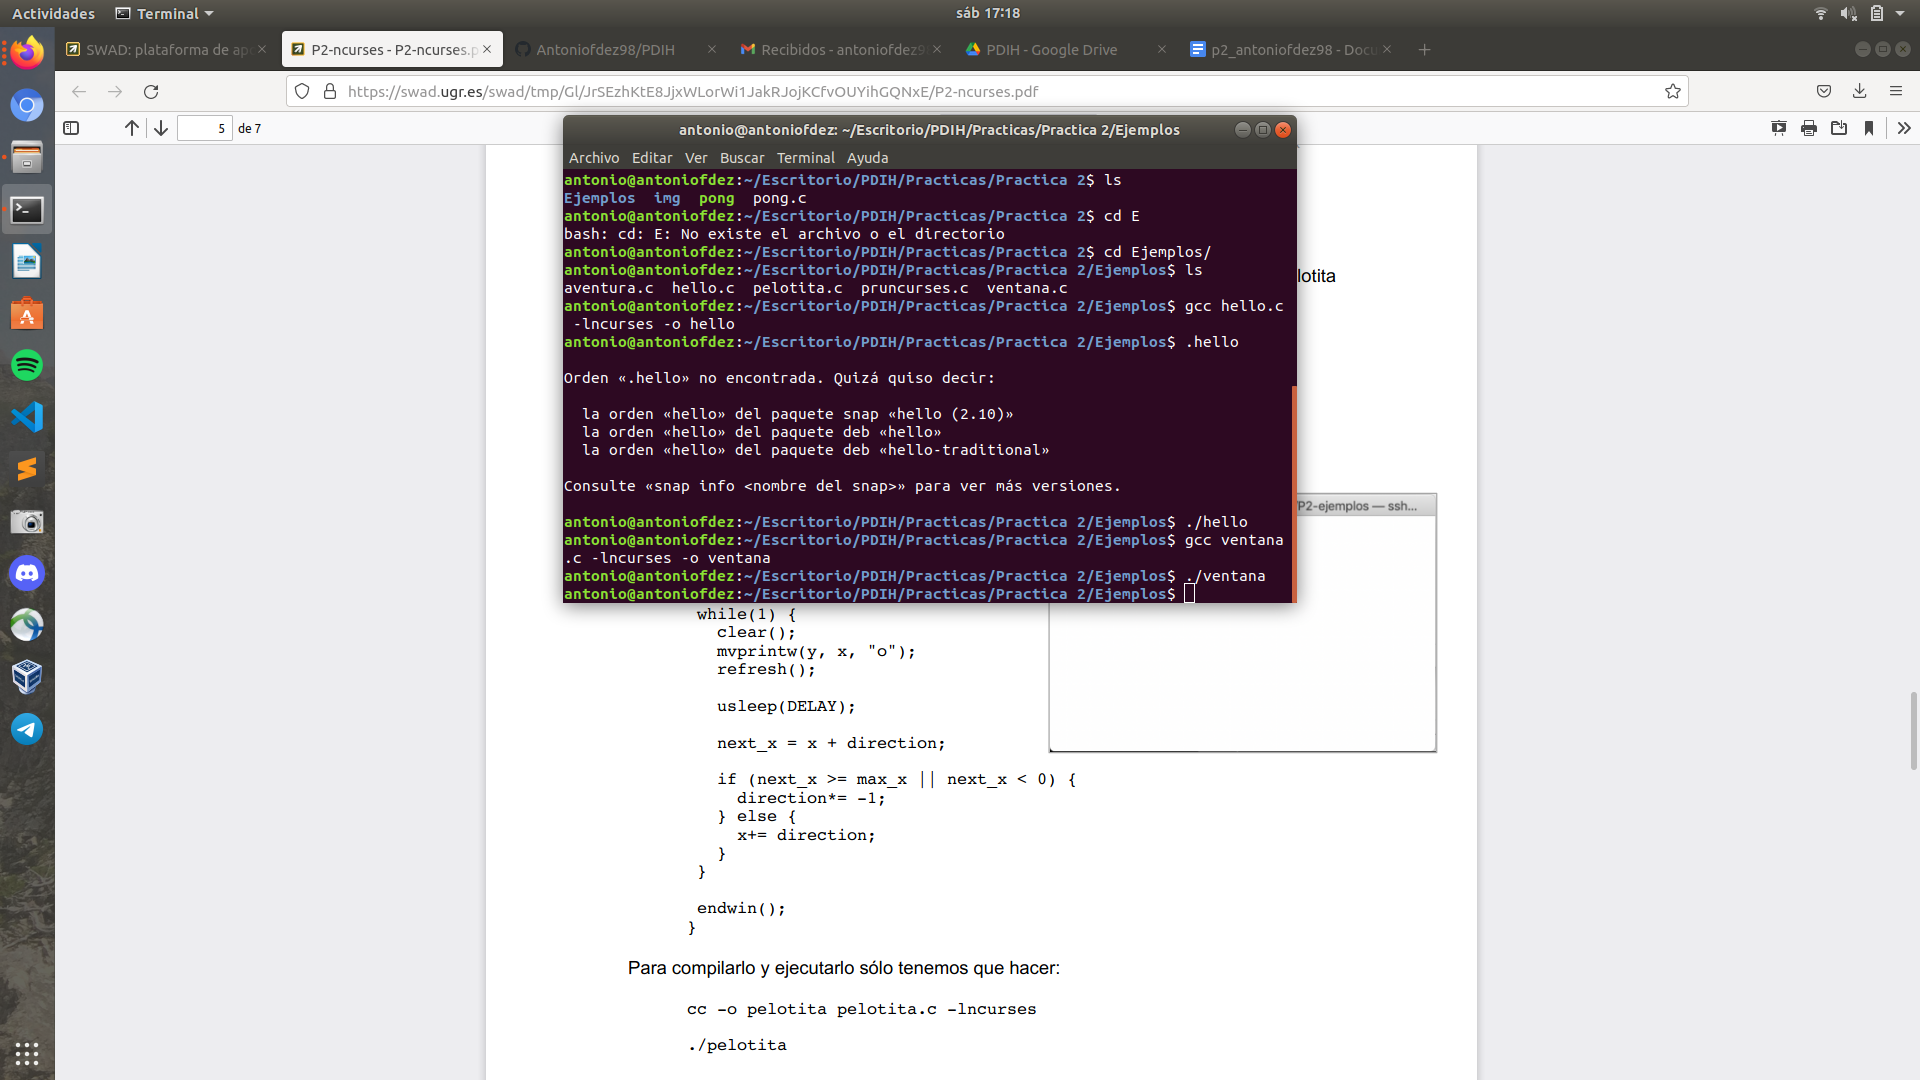 Actividades
Terminal
sáb 17:18
SWAD: plataforma de ap
P2-ncurses - P2-ncurses.p
Antoniofdez98/PDIH
Recibidos - antoniofdez9
PDIH - Google Drive
p2_antoniofdez98 - Docu
https://swad.ugr.es/swad/tmp/Gl/JrSEzhKtE8JjxWLorWi1JakRJojKCfvOUYihGQNxE/P2-ncurses.pdf
5 de 7
antonio@antoniofdez: ~/Escritorio/PDIH/Practicas/Practica 2/Ejemplos
Archivo Editar Ver Buscar Terminal Ayuda
antonio@antoniofdez:~/Escritorio/PDIH/Practicas/Practica 2$ ls
Ejemplos img pong pong.c
antonio@antoniofdez:~/Escritorio/PDIH/Practicas/Practica 2$ cd E
bash: cd: E: No existe el archivo o el directorio
antonio@antoniofdez:~/Escritorio/PDIH/Practicas/Practica 2$ cd Ejemplos/
antonio@antoniofdez:~/Escritorio/PDIH/Practicas/Practica 2/Ejemplos$ ls
aventura.c hello.c pelotita.c pruncurses.c ventana.c
antonio@antoniofdez:~/Escritorio/PDIH/Practicas/Practica 2/Ejemplos$ gcc hello.c
-lncurses -o hello
antonio@antoniofdez:~/Escritorio/PDIH/Practicas/Practica 2/Ejemplos$ .hello
Orden «.hello» no encontrada. Quizá quiso decir:
la orden «hello» del paquete snap «hello (2.10)»
la orden «hello» del paquete deb «hello»
la orden «hello» del paquete deb «hello-traditional»
Consulte «snap info <nombre del snap>» para ver más versiones.
antonio@antoniofdez:~/Escritorio/PDIH/Practicas/Practica 2/Ejemplos$ ./hello
antonio@antoniofdez:~/Escritorio/PDIH/Practicas/Practica 2/Ejemplos$ gcc ventana
.c -lncurses -o ventana
antonio@antoniofdez:~/Escritorio/PDIH/Practicas/Practica 2/Ejemplos$ ./ventana
antonio@antoniofdez:~/Escritorio/PDIH/Practicas/Practica 2/Ejemplos$
lotita
/P2-ejemplos — ssh...
while(1) {
clear();
mvprintw(y, x, "o");
refresh();
usleep(DELAY);
next_x = x + direction;
if (next_x >= max_x || next_x < 0) {
direction*= -1;
} else {
x+= direction;
}
}
endwin();
}
Para compilarlo y ejecutarlo sólo tenemos que hacer:
cc -o pelotita pelotita.c -lncurses
./pelotita